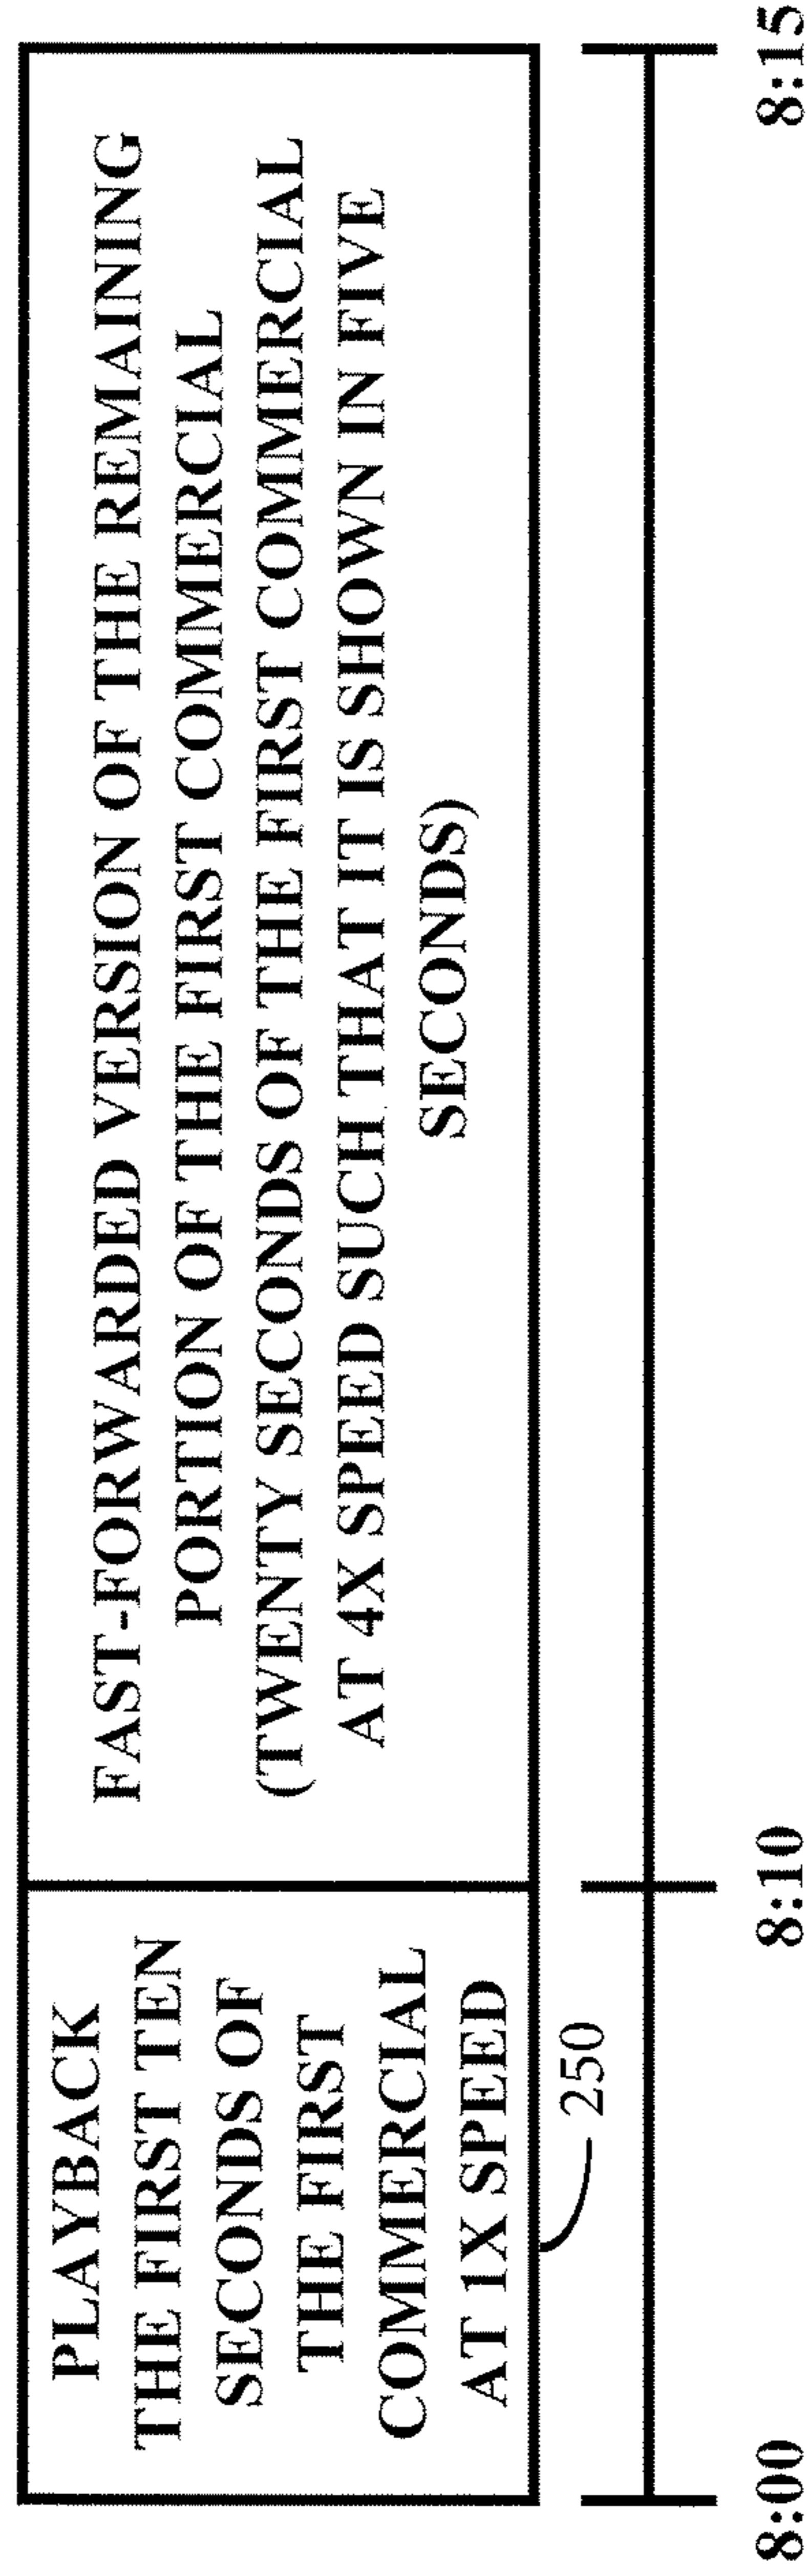 PLAYBACK
THE FIRST TEN
SECONDS OF
THE FIRST
COMMERCIAL
AT 1X SPEED
FAST-FORWARDED VERSION OF THE REMAINING
PORTION OF THE FIRST COMMERCIAL
(TWENTY SECONDS OF THE FIRST COMMERCIAL
AT 4X SPEED SUCH THAT IT IS SHOWN IN FIVE
SECONDS)
250
8:00
8:10
8:15